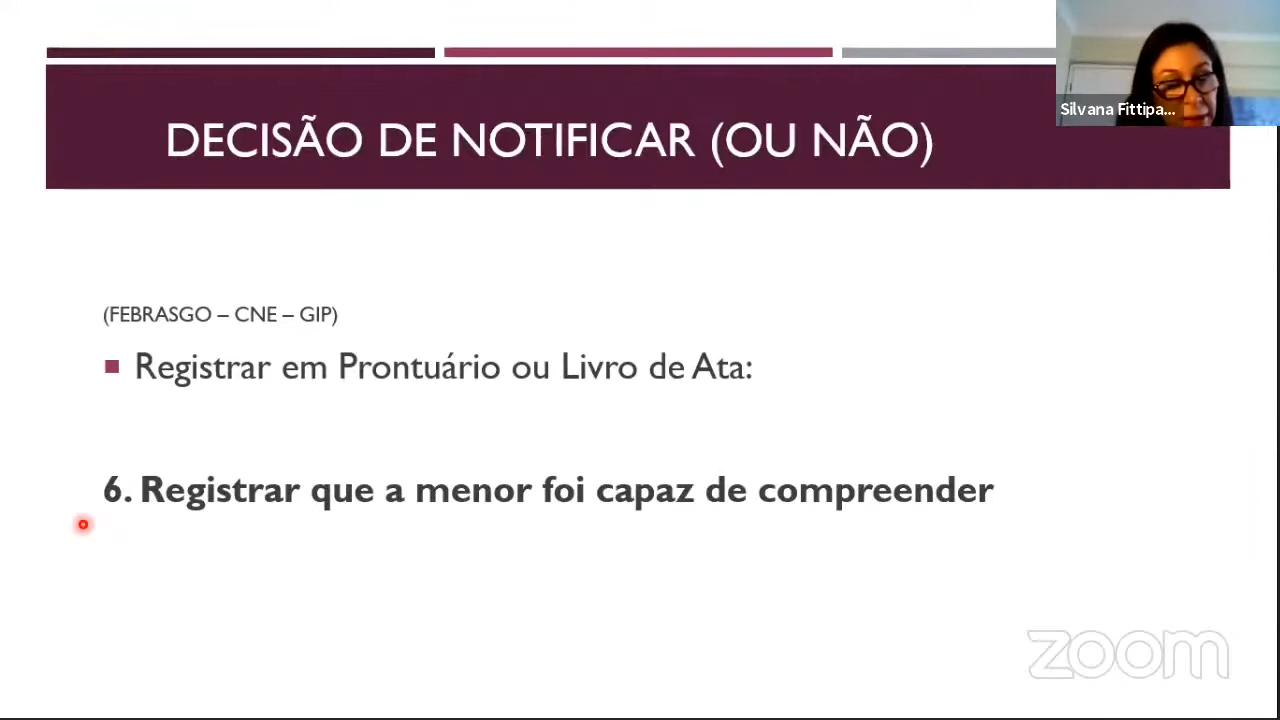 DECISÃO DE NOTIFICAR (OU NÃO)
Silvana Fittipa...
(FEBRASGO – CNE – GIP)
Registrar em Prontuário ou Livro de Ata:
6. Registrar que a menor foi capaz de compreender
zoom